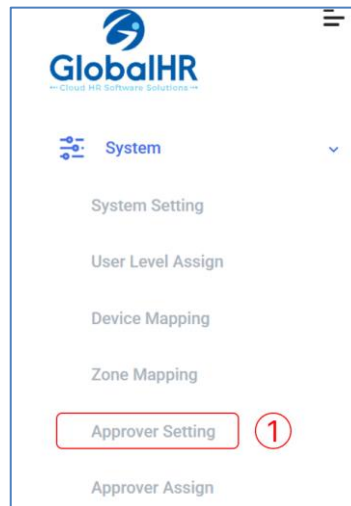 GlobalHR
Cloud HR Software Solutions
System
System Setting
User Level Assign
Device Mapping
Zone Mapping
Approver Setting ①
Approver Assign